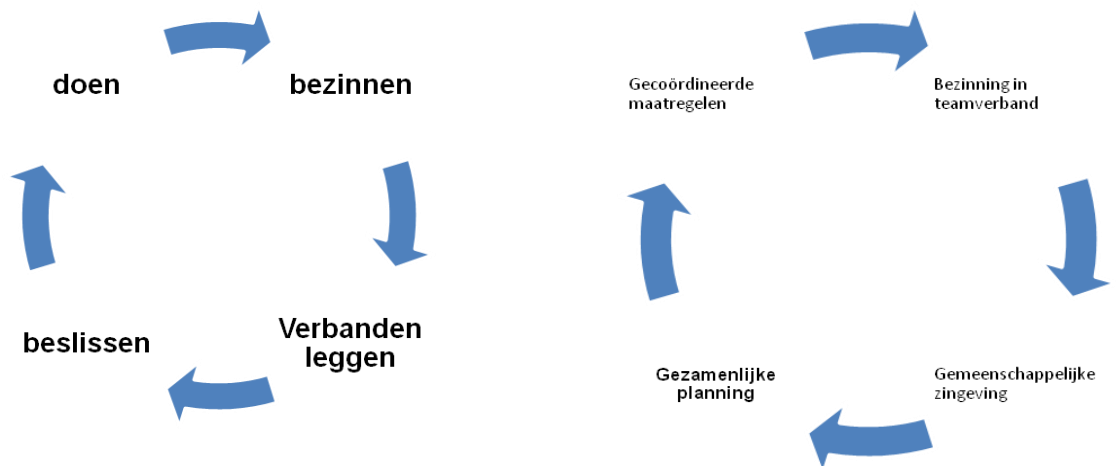 doen
bezinnen
Verbanden
leggen
beslissen
Gecoördineerde
maatregelen
Bezinning in
teamverband
Gemeenschappelijke
zingeving
Gezamenlijke
planning